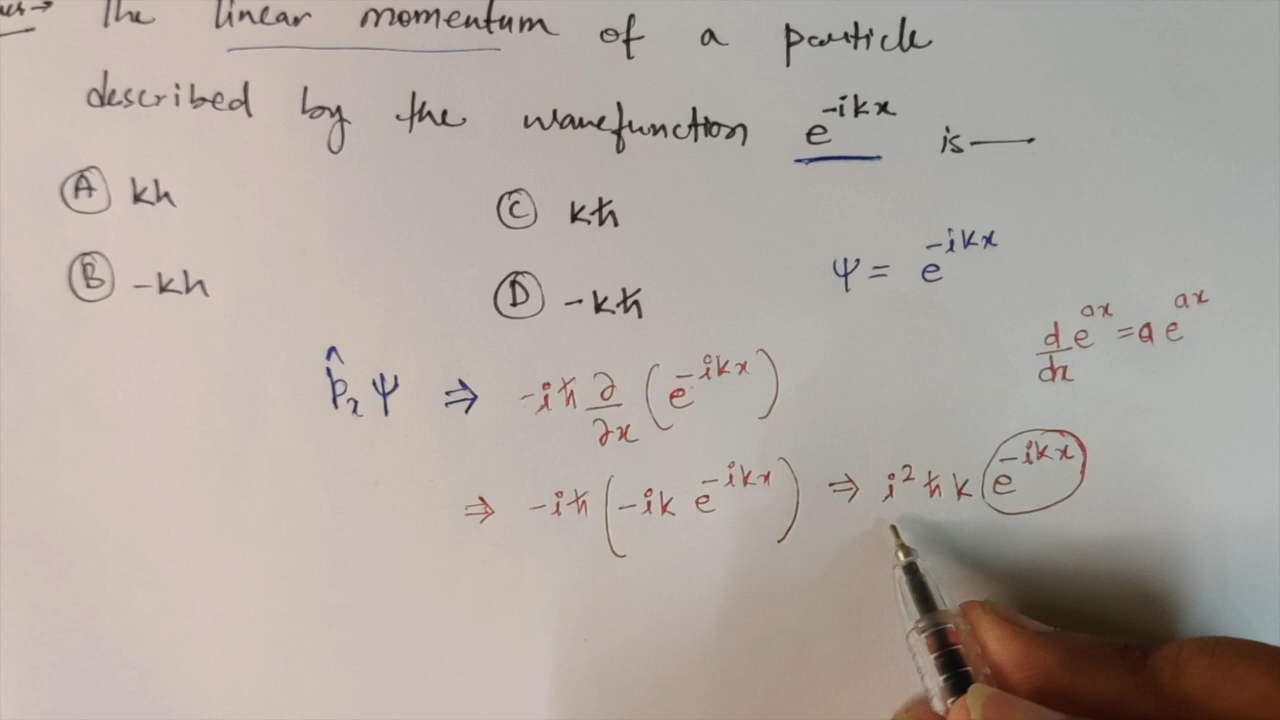 The linear momentum of a particle
described by the wavefunction e^{-ikx} is—
Ⓐ kh
Ⓒ kℏ
Ⓑ -kh
Ⓓ -kℏ
ψ = e^{-ikx}
d/dx e^{ax} = a e^{ax}
p̂ₓψ ⇒ -iℏ ∂/∂x (e^{-ikx})
⇒ -iℏ (-ik e^{-ikx}) ⇒ i²ℏk e^{-ikx}